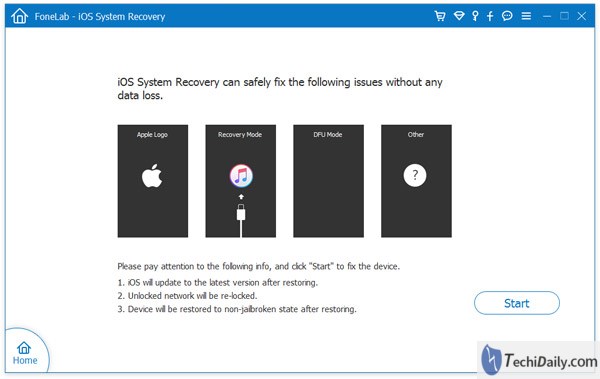 FoneLab - iOS System Recovery
iOS System Recovery can safely fix the following issues without any
data loss.
Apple Logo
Recovery Mode
DFU Mode
Other
?
Please pay attention to the following info, and click "Start" to fix the device.
1. iOS will update to the latest version after restoring.
2. Unlocked network will be re-locked.
3. Device will be restored to non-jailbroken state after restoring.
Start
Home
TechiDaily.com